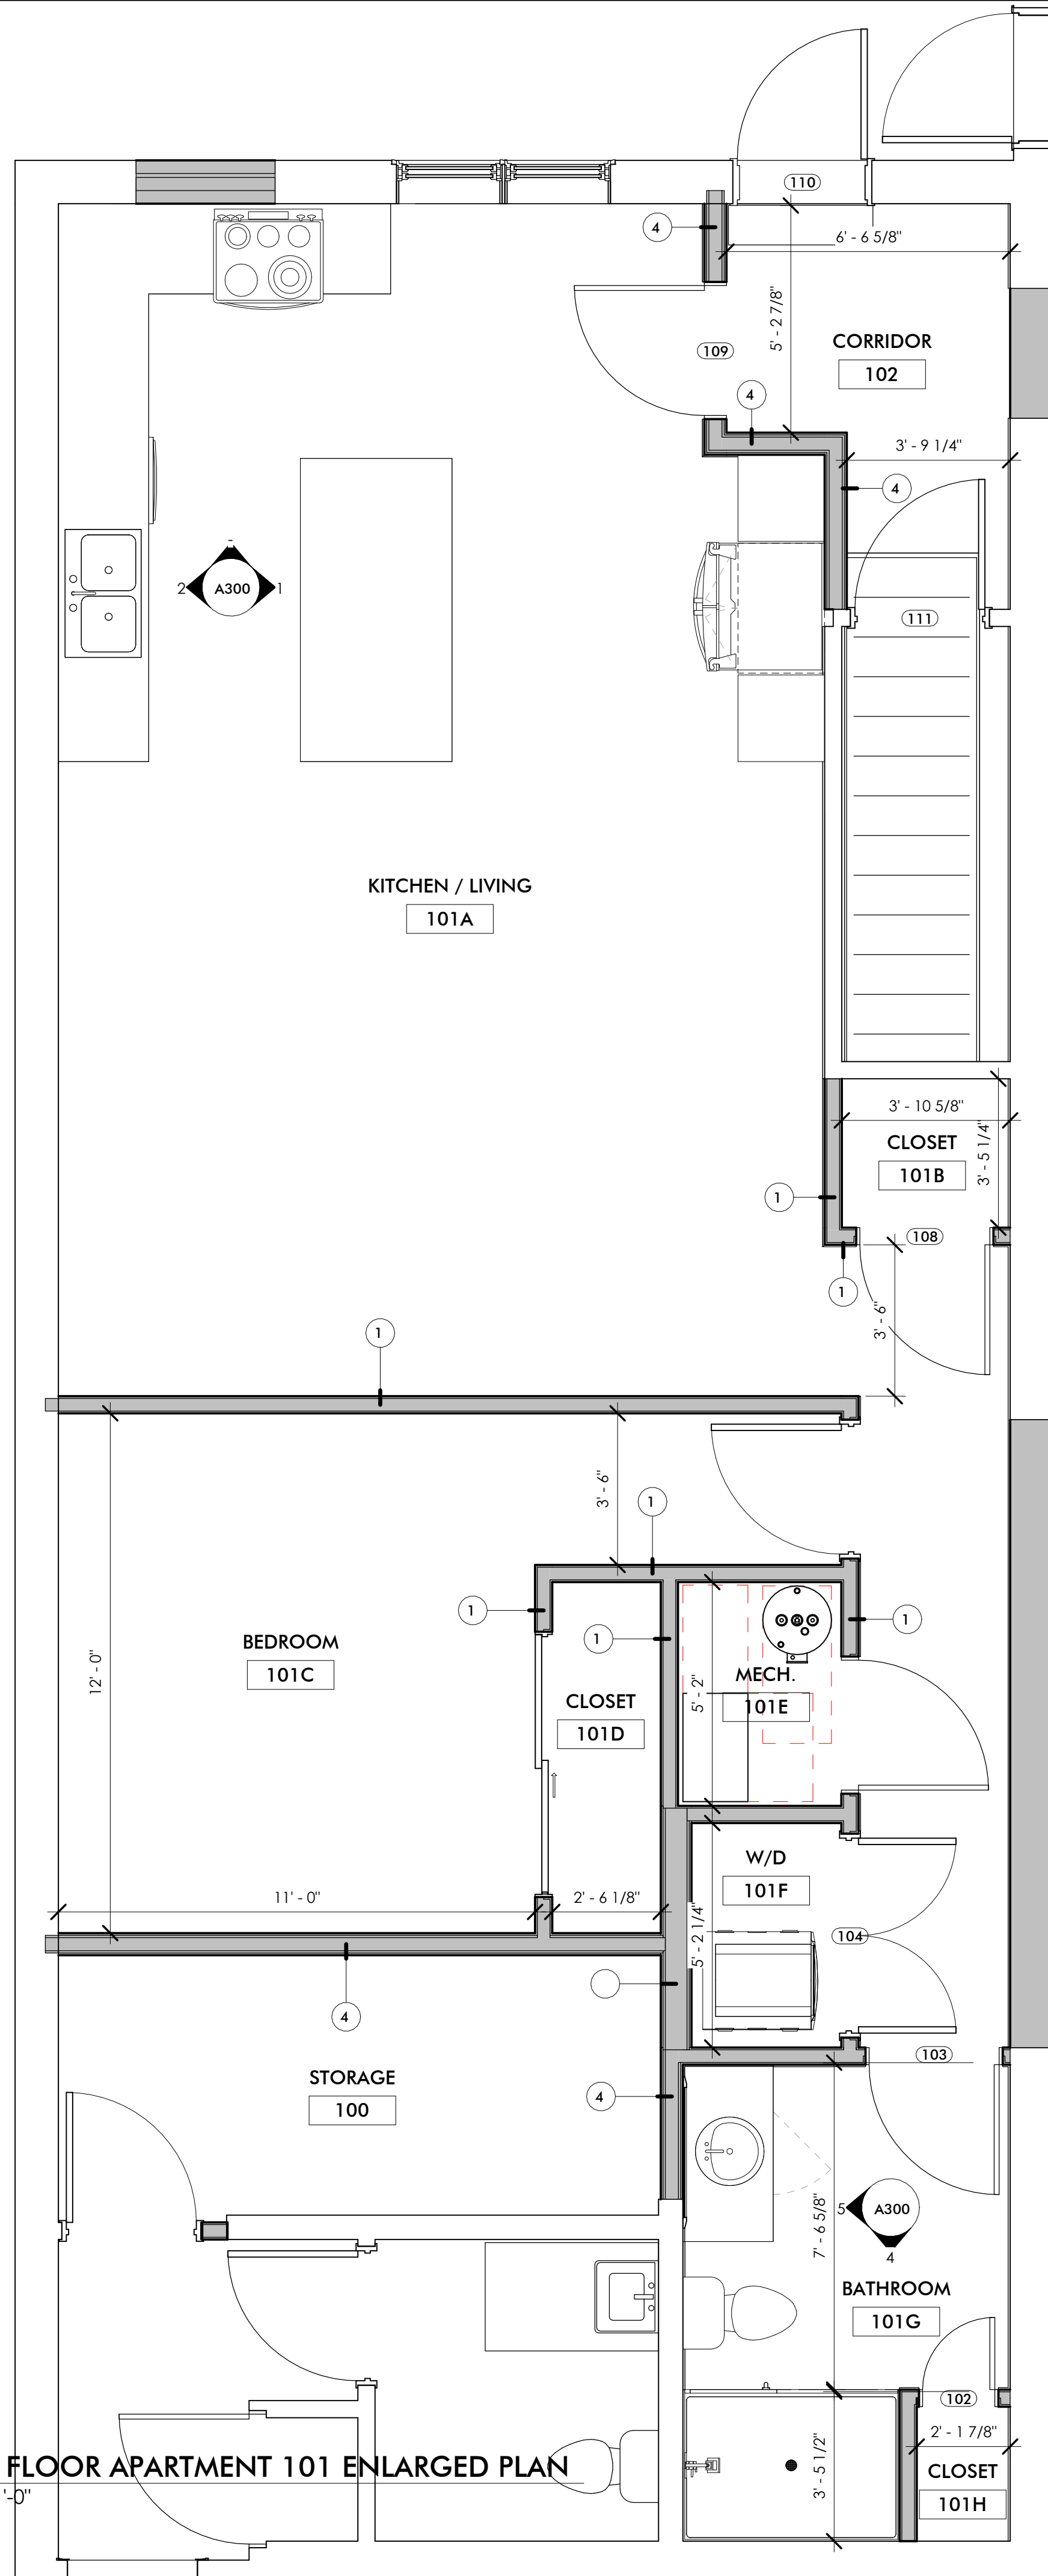 110
4
6' - 6 5/8"
5' - 2 7/8"
CORRIDOR
102
109
4
3' - 9 1/4"
4
-
2
A300
1
111
KITCHEN / LIVING
101A
3' - 10 5/8"
CLOSET
101B
3' - 5 1/4"
1
108
1
3' - 6"
1
3' - 6"
1
1
1
1
BEDROOM
101C
12' - 0"
CLOSET
101D
MECH.
101E
5' - 2"
W/D
101F
11' - 0"
2' - 6 1/8"
5' - 2 1/4"
104
4
103
STORAGE
100
4
7' - 6 5/8"
5
A300
4
BATHROOM
101G
102
2' - 1 7/8"
3' - 5 1/2"
FLOOR APARTMENT 101 ENLARGED PLAN
'-0"
CLOSET
101H